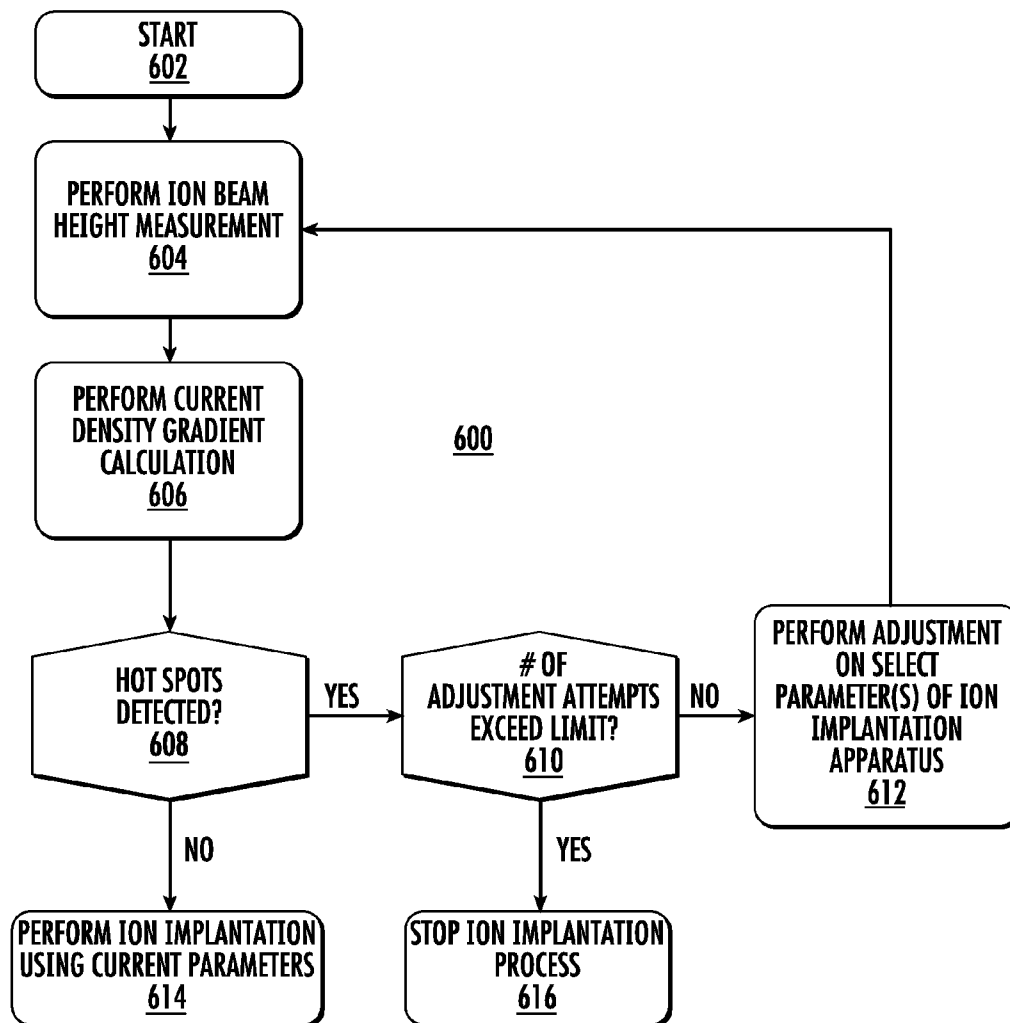 START
602
PERFORM ION BEAM
HEIGHT MEASUREMENT
604
PERFORM CURRENT
DENSITY GRADIENT
CALCULATION
606
600
HOT SPOTS
DETECTED?
608
YES
# OF
ADJUSTMENT ATTEMPTS
EXCEED LIMIT?
610
NO
PERFORM ADJUSTMENT
ON SELECT
PARAMETER(S) OF ION
IMPLANTATION
APPARATUS
612
NO
YES
PERFORM ION IMPLANTATION
USING CURRENT PARAMETERS
614
STOP ION IMPLANTATION
PROCESS
616